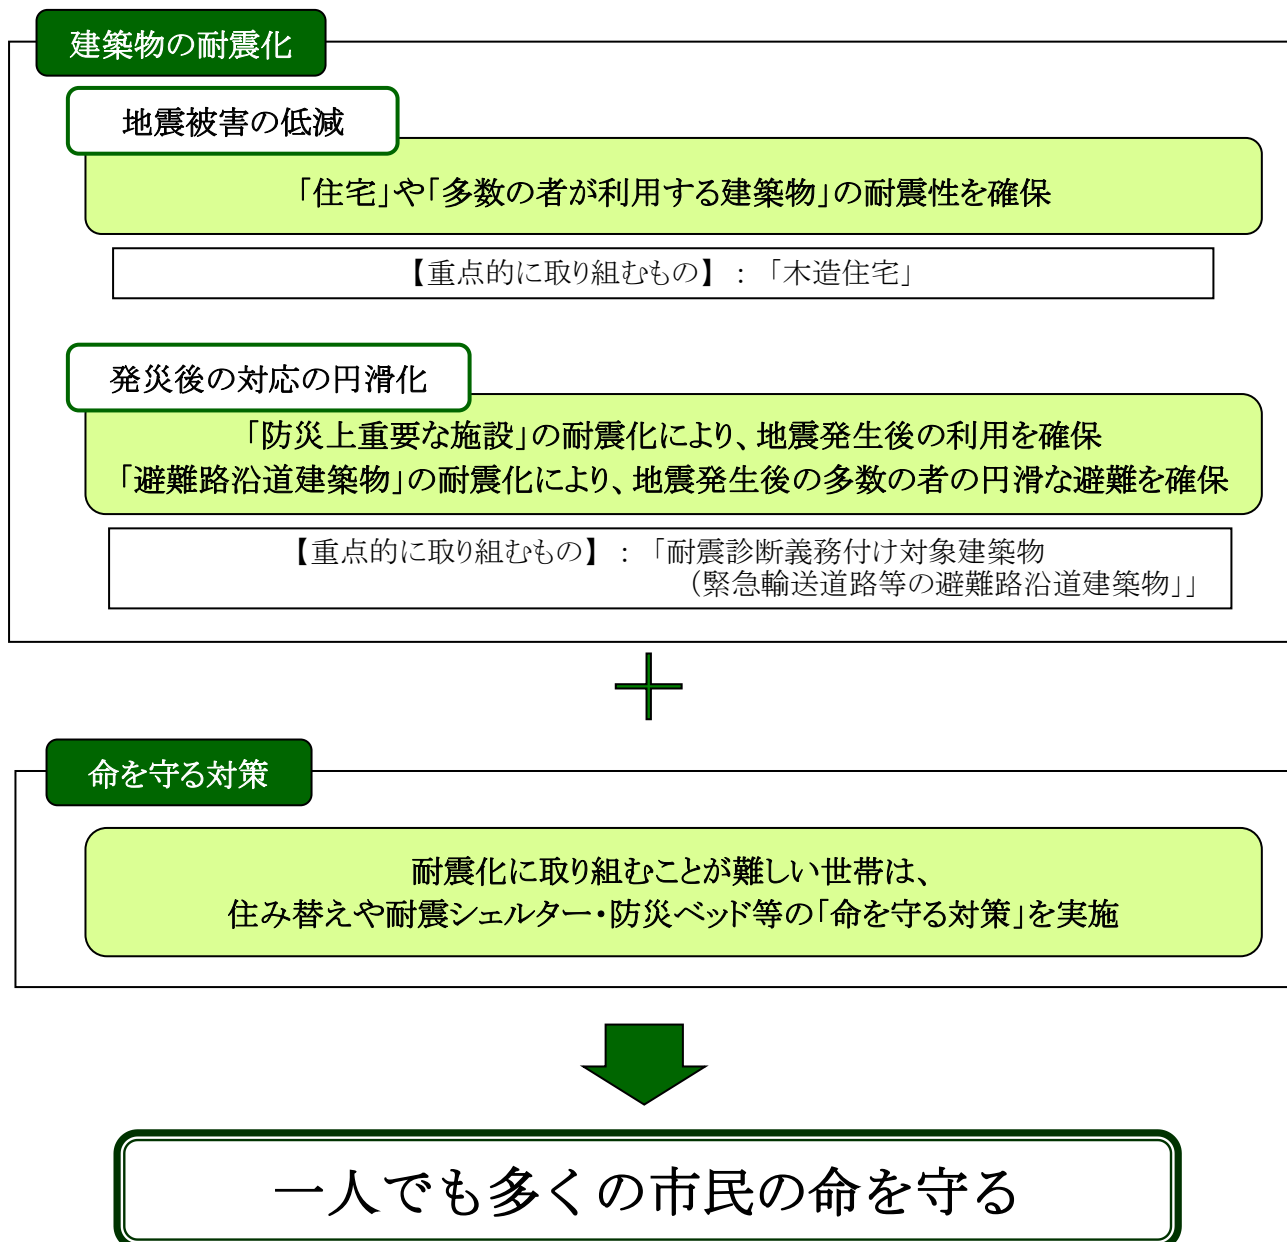 建築物の耐震化
地震被害の低減
「住宅」や「多数の者が利用する建築物」の耐震性を確保
【重点的に取り組むもの】：「木造住宅」
発災後の対応の円滑化
「防災上重要な施設」の耐震化により、地震発生後の利用を確保
「避難路沿道建築物」の耐震化により、地震発生後の多数の者の円滑な避難を確保
【重点的に取り組むもの】：「耐震診断義務付け対象建築物
（緊急輸送道路等の避難路沿道建築物」」
＋
命を守る対策
耐震化に取り組むことが難しい世帯は、
住み替えや耐震シェルター・防災ベッド等の「命を守る対策」を実施
一人でも多くの市民の命を守る